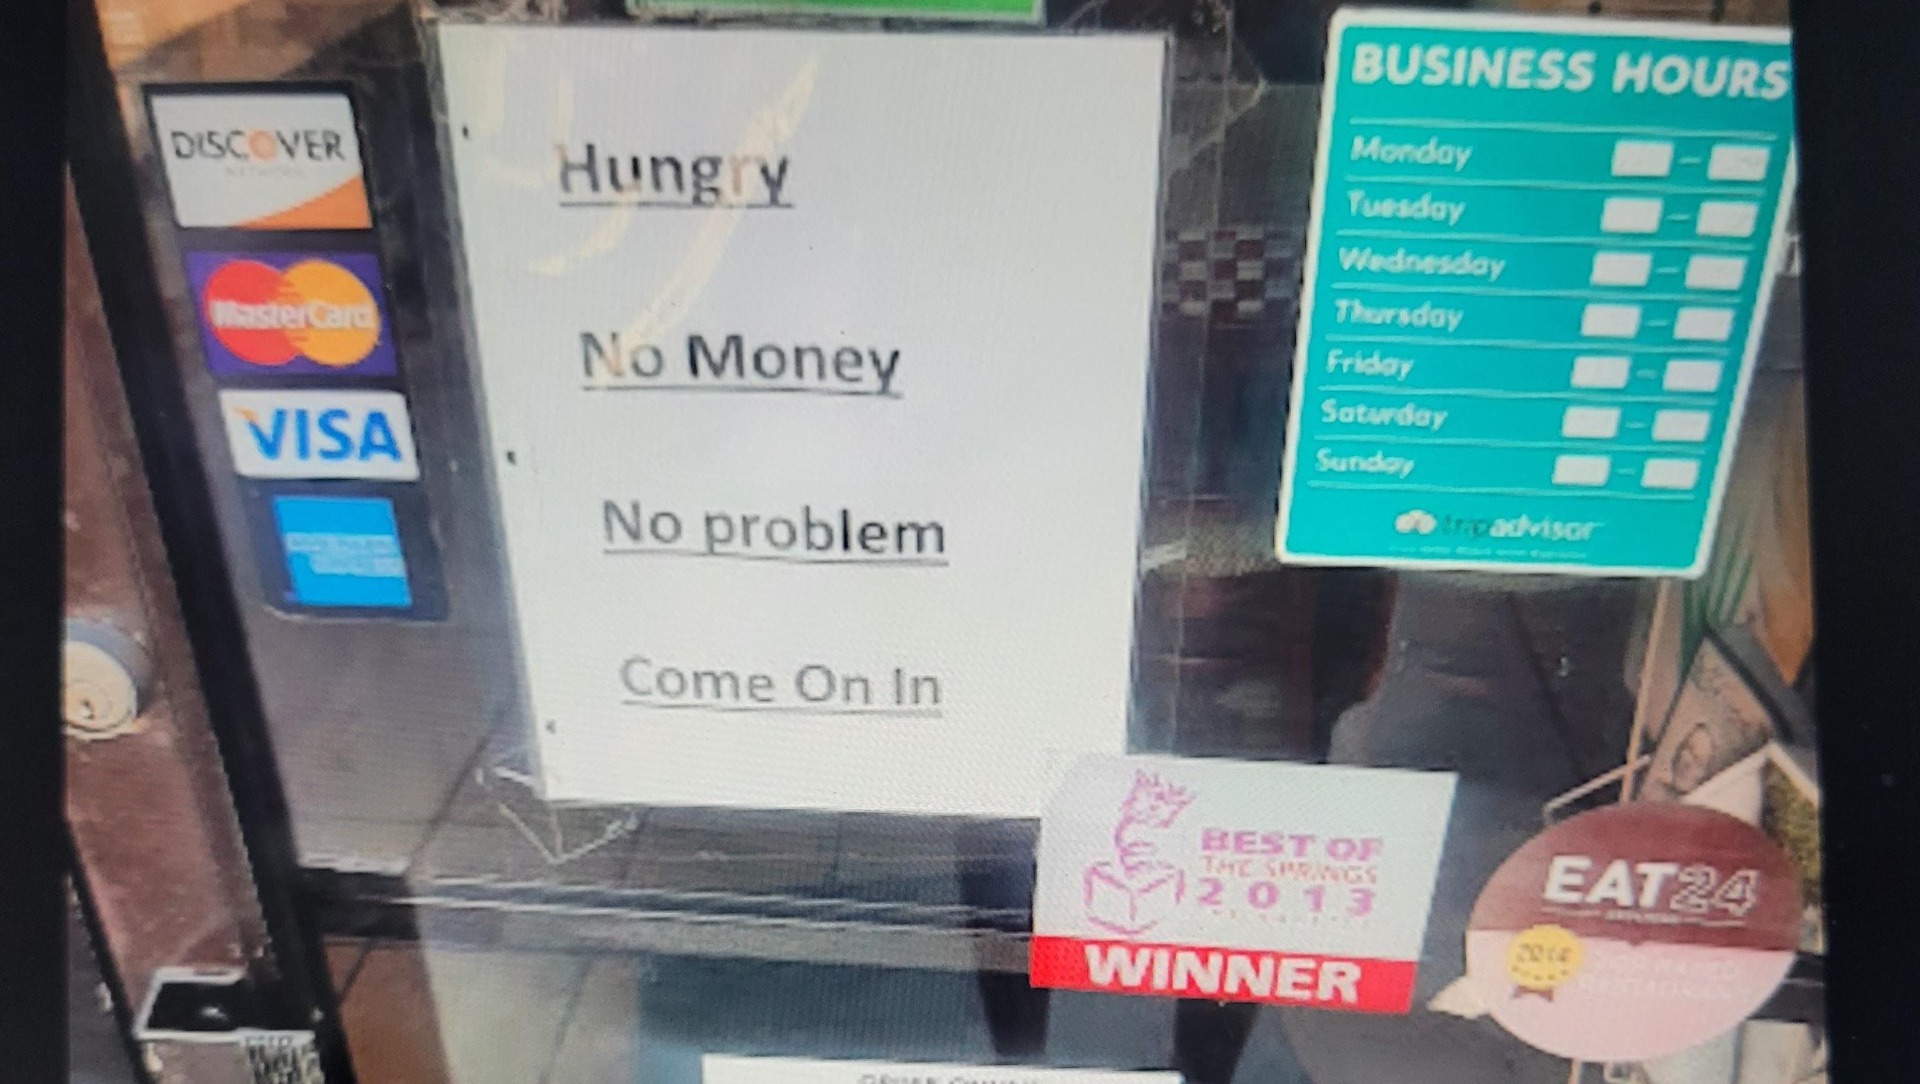 DISCOVER
NETWORK
MasterCard
VISA
Hungry
No Money
No problem
Come On In
BUSINESS HOURS
Monday
Tuesday
Wednesday
Thursday
Friday
Saturday
Sunday
tripadvisor
BEST OF
THE SPRINGS
2013
WINNER
EAT24